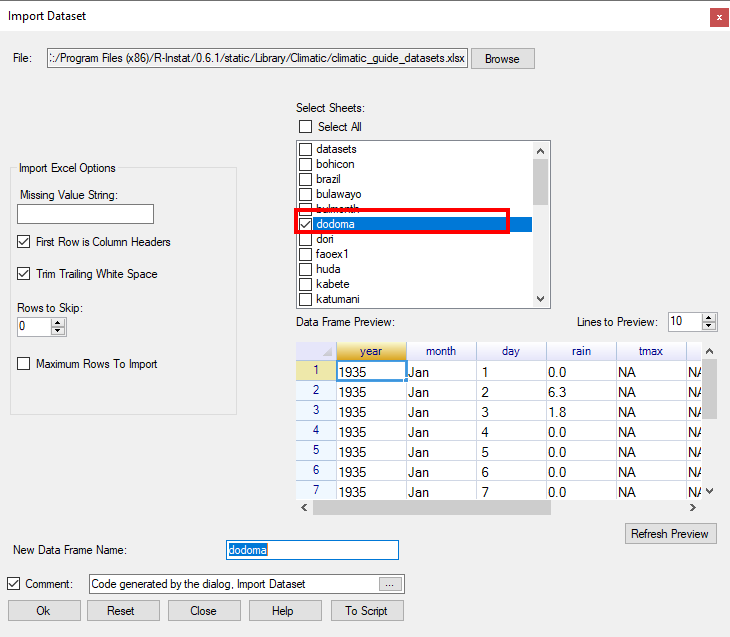 Import Dataset
x
File:
:/Program Files (x86)/R-Instat/0.6.1/static/Library/Climatic/climatic_guide_datasets.xlsx
Browse
Select Sheets:
Select All
datasets
bohicon
brazil
bulawayo
bulmonth
dodoma
dori
faoex1
huda
kabete
katumani
Import Excel Options
Missing Value String:
First Row is Column Headers
Trim Trailing White Space
Rows to Skip:
0
Maximum Rows To Import
Data Frame Preview:
Lines to Preview:
10
year month day rain tmax
1 1935 Jan 1 0.0 NA NA
2 1935 Jan 2 6.3 NA NA
3 1935 Jan 3 1.8 NA NA
4 1935 Jan 4 0.0 NA NA
5 1935 Jan 5 0.0 NA NA
6 1935 Jan 6 0.0 NA NA
7 1935 Jan 7 0.0 NA NA
Refresh Preview
New Data Frame Name:
dodoma
Comment:
Code generated by the dialog, Import Dataset
...
Ok
Reset
Close
Help
To Script